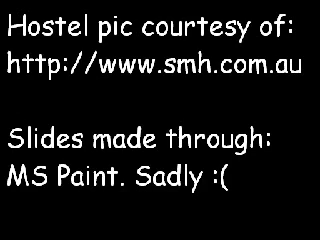 Hostel pic courtesy of:
http://www.smh.com.au
Slides made through:
MS Paint. Sadly :(